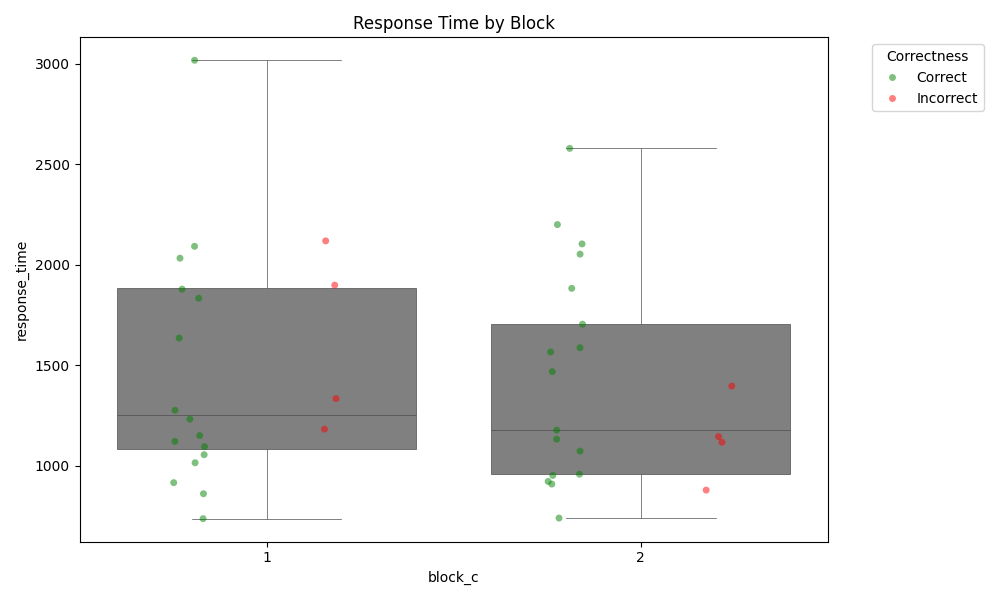 Response Time by Block
Correctness
Correct
Incorrect
3000
2500
2000
1500
1000
response_time
1
2
block_c